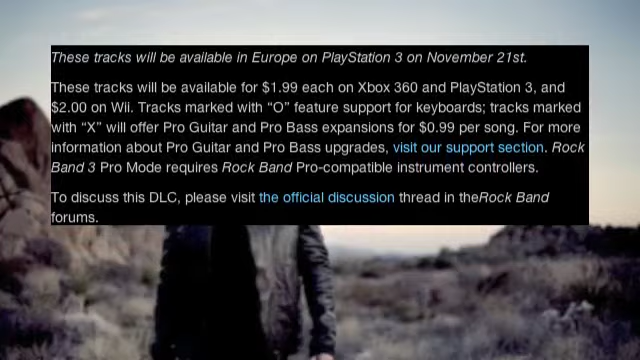 These tracks will be available in Europe on PlayStation 3 on November 21st.
These tracks will be available for $1.99 each on Xbox 360 and PlayStation 3, and
$2.00 on Wii. Tracks marked with “O” feature support for keyboards; tracks marked
with “X” will offer Pro Guitar and Pro Bass expansions for $0.99 per song. For more
information about Pro Guitar and Pro Bass upgrades, visit our support section. Rock
Band 3 Pro Mode requires Rock Band Pro-compatible instrument controllers.
To discuss this DLC, please visit the official discussion thread in theRock Band
forums.